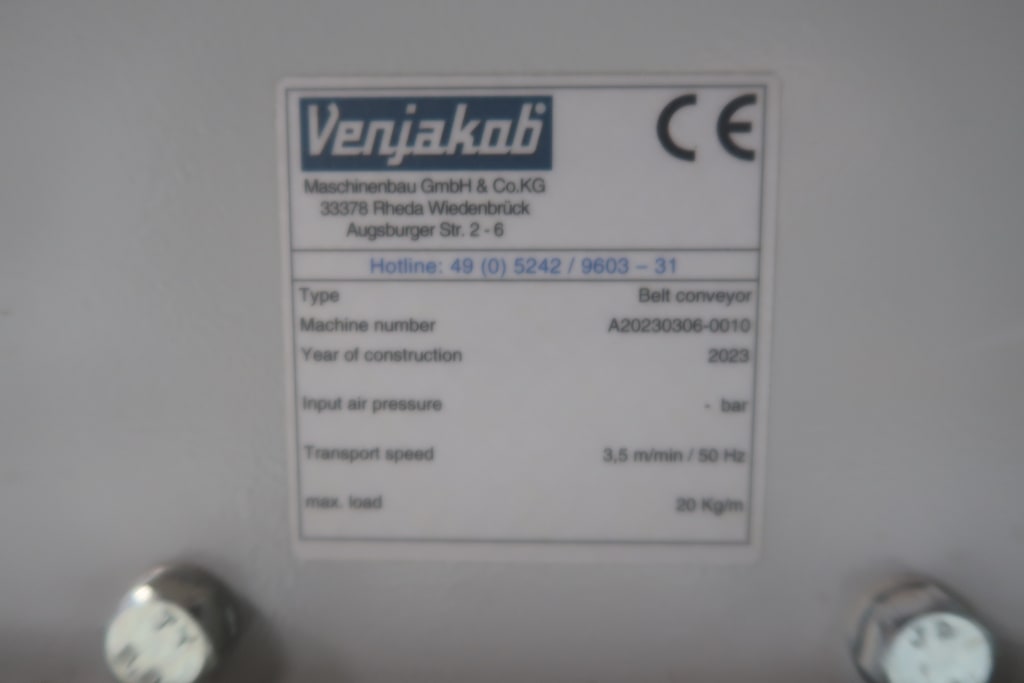 Venjakob
CE
Maschinenbau GmbH & Co.KG
33378 Rheda Wiedenbrück
Augsburger Str. 2 - 6
Hotline: 49 (0) 5242 / 9603 – 31
Type Belt conveyor
Machine number A20230306-0010
Year of construction 2023
Input air pressure - bar
Transport speed 3,5 m/min / 50 Hz
max. load 20 Kg/m